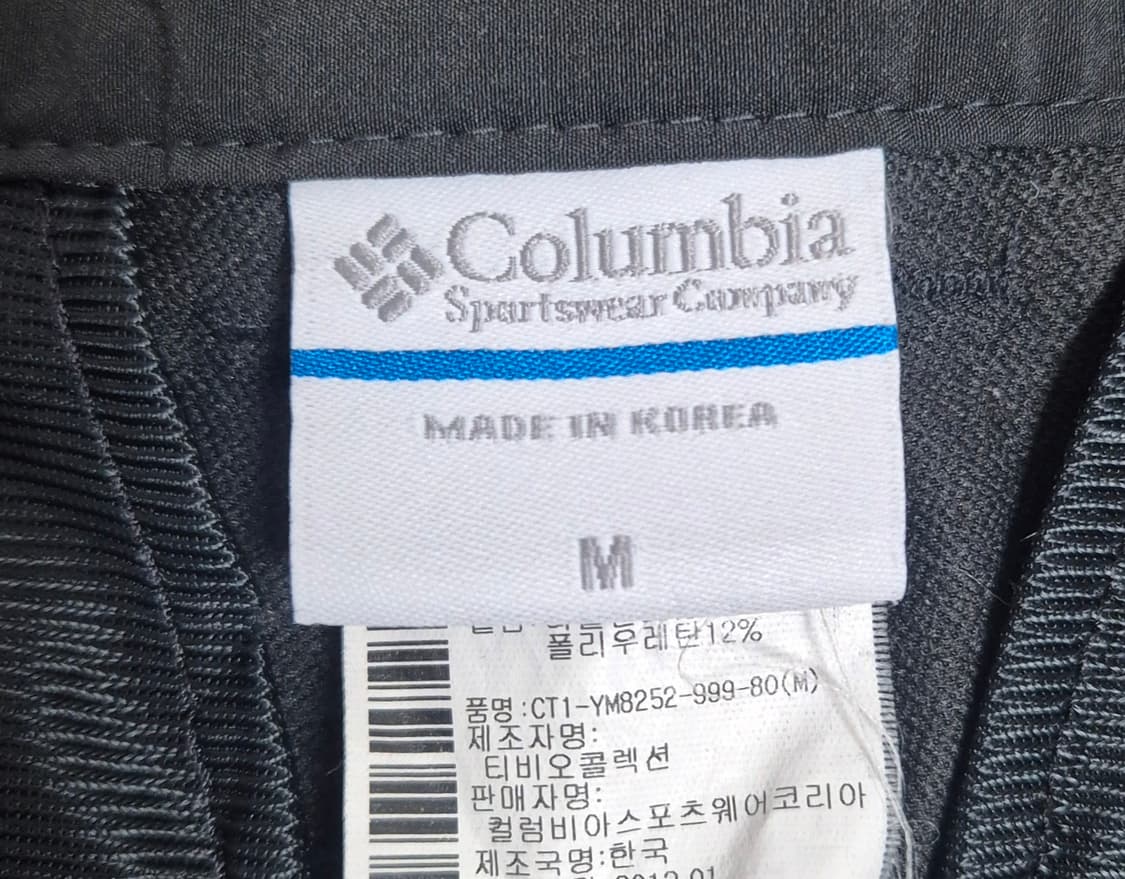 Columbia
Sportswear Company
MADE IN KOREA
M
폴리우레탄12%
품명:CT1-YM8252-999-80(M)
제조자명:
티비오콜렉션
판매자명:
컬럼비아스포츠웨어코리아
제조국명:한국